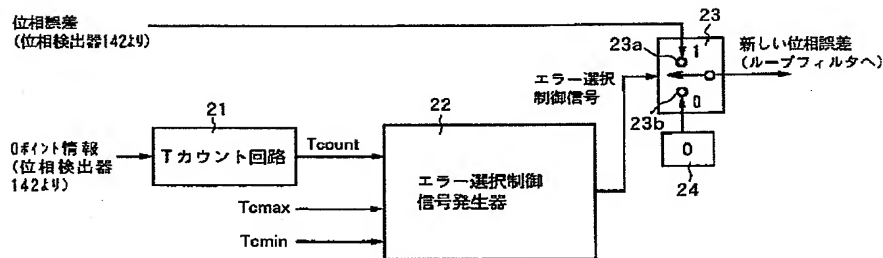 位相誤差
(位相検出器142より)
23
23a
1
新しい位相誤差
(ループフィルタへ)
エラー選択
制御信号
0
23b
21
22
0ポイント情報
(位相検出器
142より)
Tカウント回路
Tcount
0
24
エラー選択制御
信号発生器
Tcmax
Tcmin